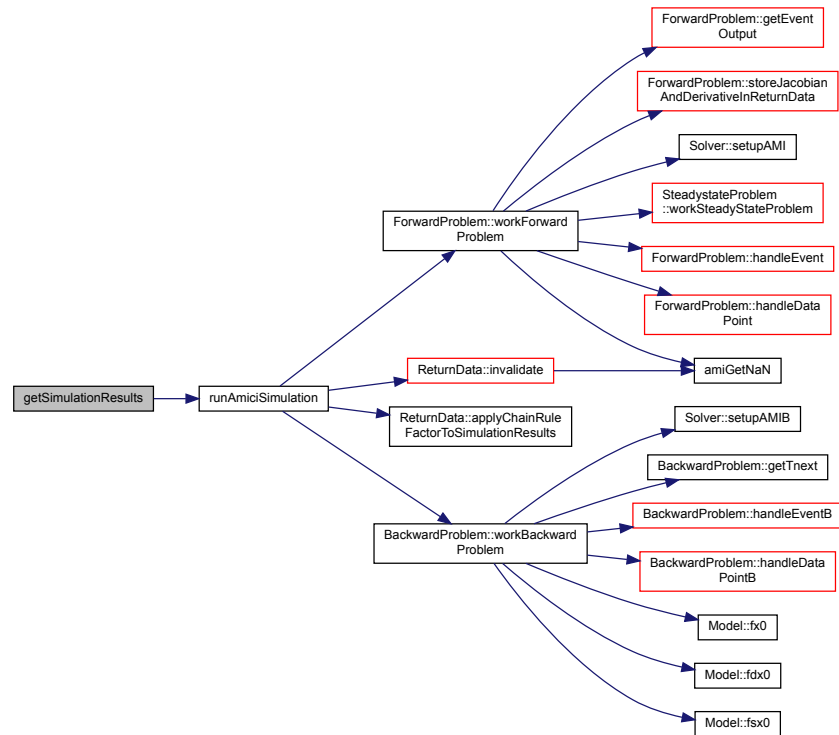 ForwardProblem::getEvent
Output
ForwardProblem::storeJacobian
AndDerivativeInReturnData
Solver::setupAMI
SteadystateProblem
::workSteadyStateProblem
ForwardProblem::workForward
Problem
ForwardProblem::handleEvent
ForwardProblem::handleData
Point
ReturnData::invalidate
amiGetNaN
getSimulationResults
runAmiciSimulation
ReturnData::applyChainRule
FactorToSimulationResults
Solver::setupAMIB
BackwardProblem::getTnext
BackwardProblem::handleEventB
BackwardProblem::workBackward
Problem
BackwardProblem::handleData
PointB
Model::fx0
Model::fdx0
Model::fsx0